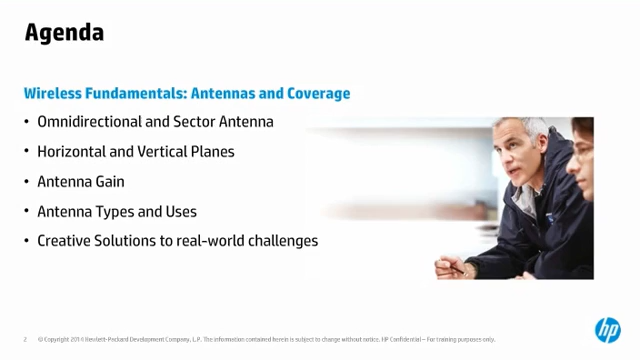 Agenda
Wireless Fundamentals: Antennas and Coverage
• Omnidirectional and Sector Antenna
• Horizontal and Vertical Planes
• Antenna Gain
• Antenna Types and Uses
• Creative Solutions to real-world challenges
2 © Copyright 2014 Hewlett-Packard Development Company, L.P. The information contained herein is subject to change without notice. HP Confidential – For training purposes only.
hp